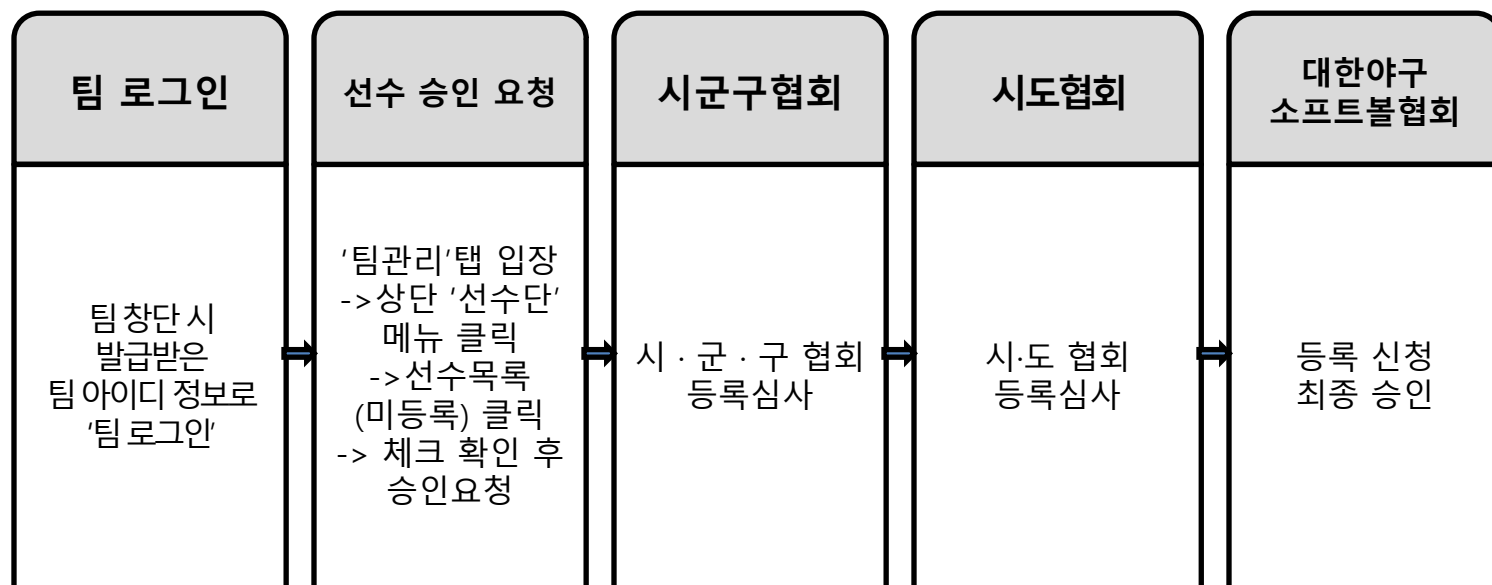 팀 로그인
팀 창단 시
발급받은
팀 아이디 정보로
'팀 로그인'
선수 승인 요청
'팀관리'탭 입장
->상단 '선수단'
메뉴 클릭
->선수목록
(미등록) 클릭
-> 체크 확인 후
승인요청
시군구협회
시 · 군 · 구 협회
등록심사
시도협회
시·도 협회
등록심사
대한야구
소프트볼협회
등록 신청
최종 승인